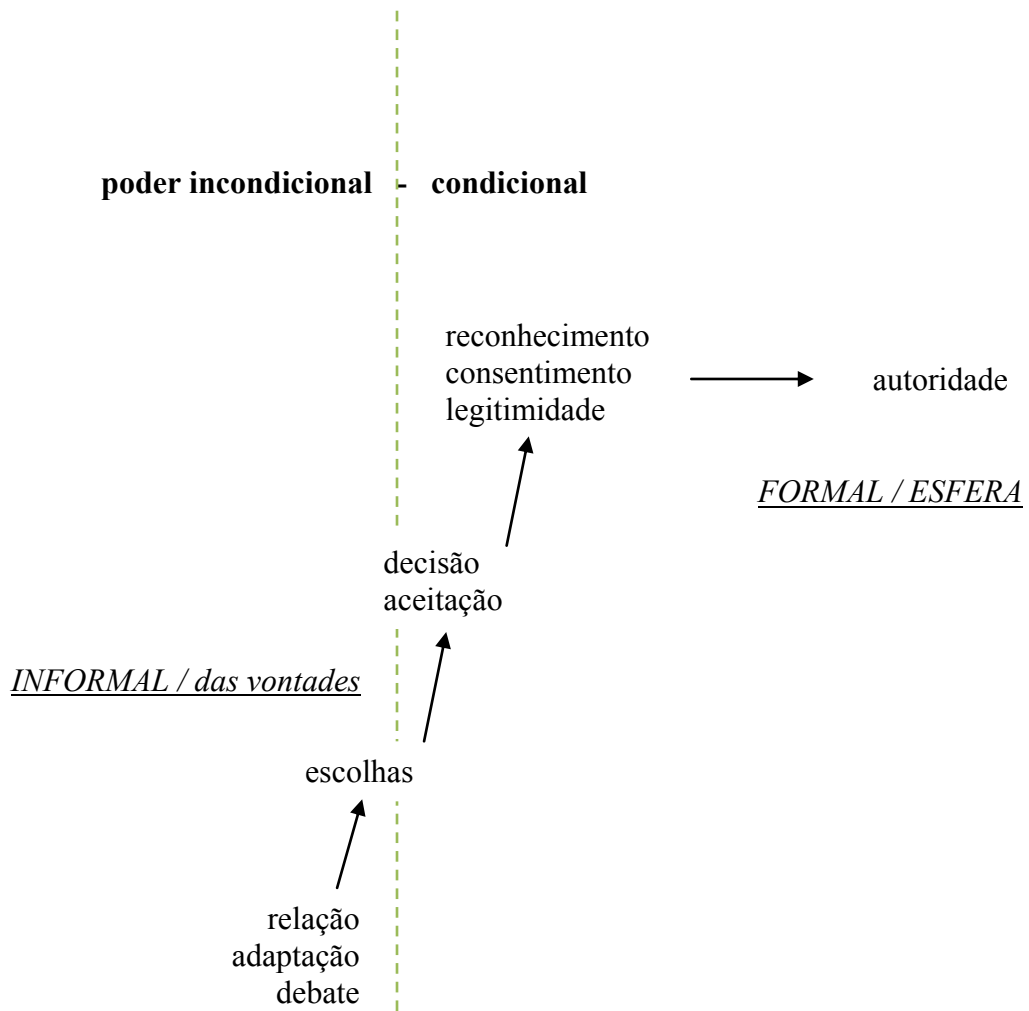 poder incondicional - condicional
reconhecimento
consentimento
legitimidade
autoridade
FORMAL / ESFERA
decisão
aceitação
INFORMAL / das vontades
escolhas
relação
adaptação
debate